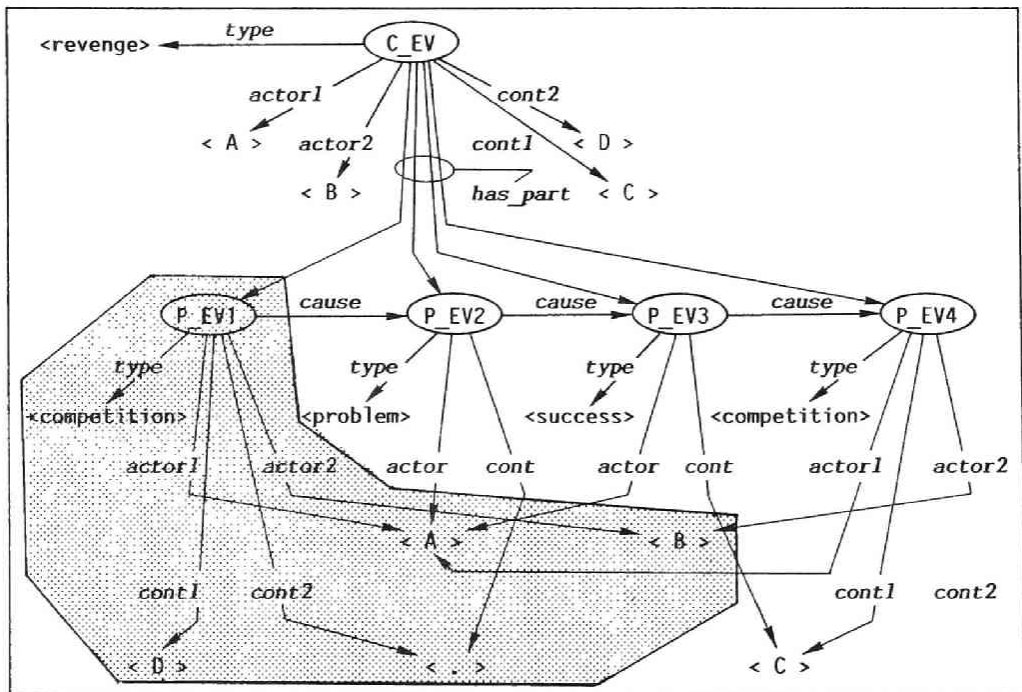 type
<revenge> C_EV
actor1 cont2
< A > actor2 cont1 < D >
< B > has_part < C >
P_EV1 cause P_EV2 cause P_EV3 cause P_EV4
type type type type
<competition> <problem> <success> <competition>
actor1 actor2 actor cont actor cont actor1 actor2
< A > < B >
cont1 cont2 cont1 cont2
< D > < . > < C >